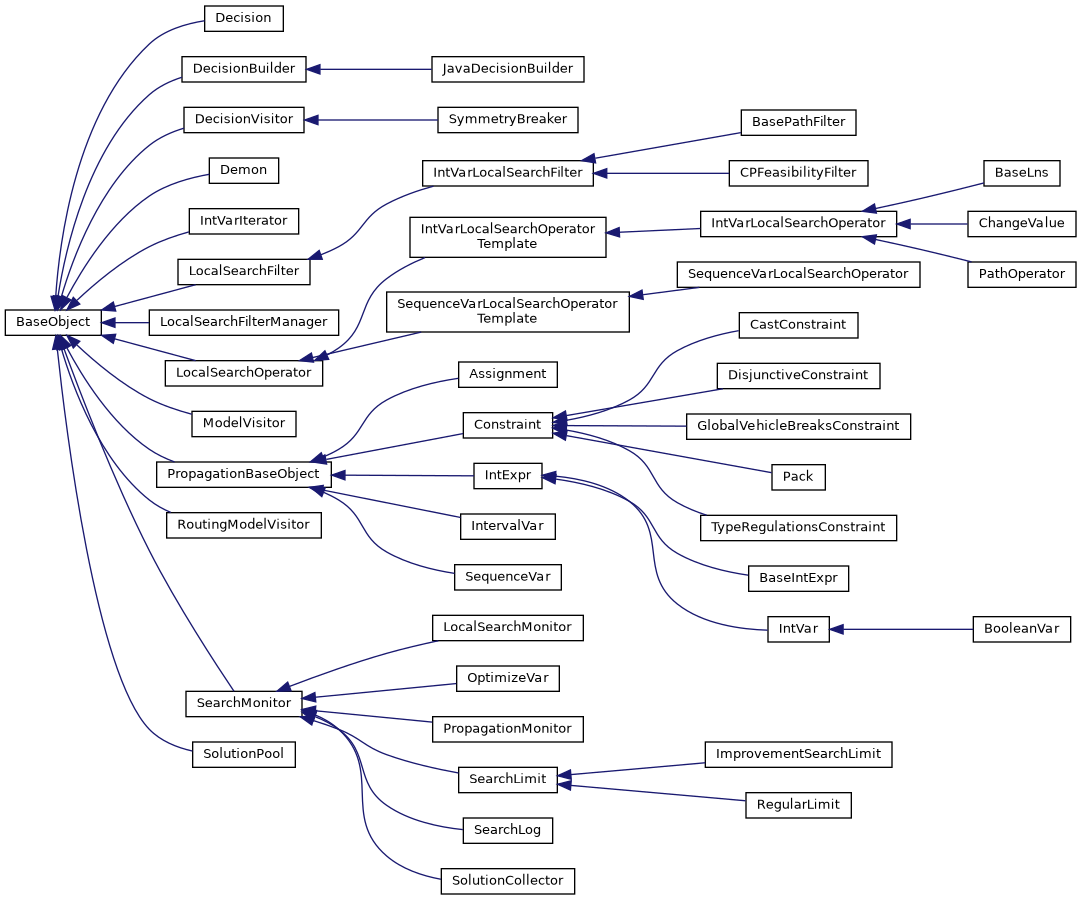 Decision
DecisionBuilder
JavaDecisionBuilder
DecisionVisitor
SymmetryBreaker
BasePathFilter
Demon
IntVarLocalSearchFilter
CPFeasibilityFilter
BaseLns
IntVarIterator
IntVarLocalSearchOperator
Template
IntVarLocalSearchOperator
ChangeValue
LocalSearchFilter
SequenceVarLocalSearchOperator
PathOperator
BaseObject
LocalSearchFilterManager
SequenceVarLocalSearchOperator
Template
CastConstraint
LocalSearchOperator
Assignment
DisjunctiveConstraint
ModelVisitor
Constraint
GlobalVehicleBreaksConstraint
PropagationBaseObject
IntExpr
Pack
RoutingModelVisitor
IntervalVar
TypeRegulationsConstraint
SequenceVar
BaseIntExpr
LocalSearchMonitor
IntVar
BooleanVar
OptimizeVar
SearchMonitor
PropagationMonitor
SolutionPool
ImprovementSearchLimit
SearchLimit
RegularLimit
SearchLog
SolutionCollector